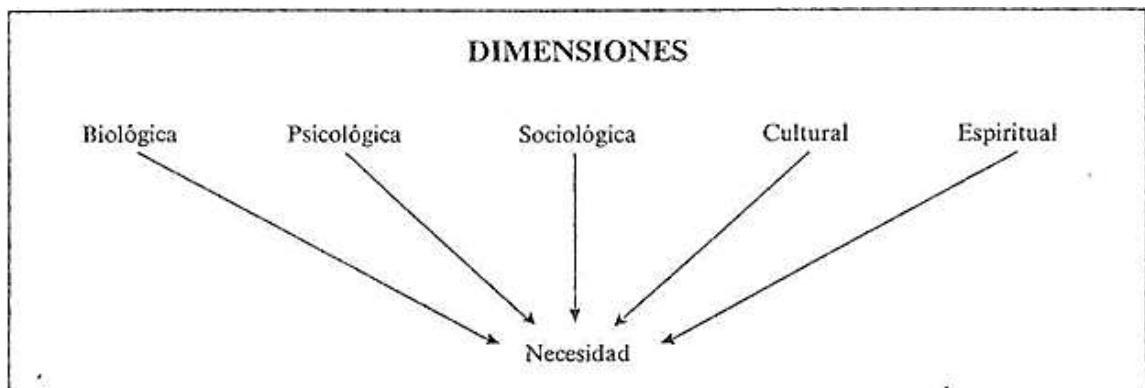 DIMENSIONES
Biológica Psicológica Sociológica Cultural Espiritual
Necesidad